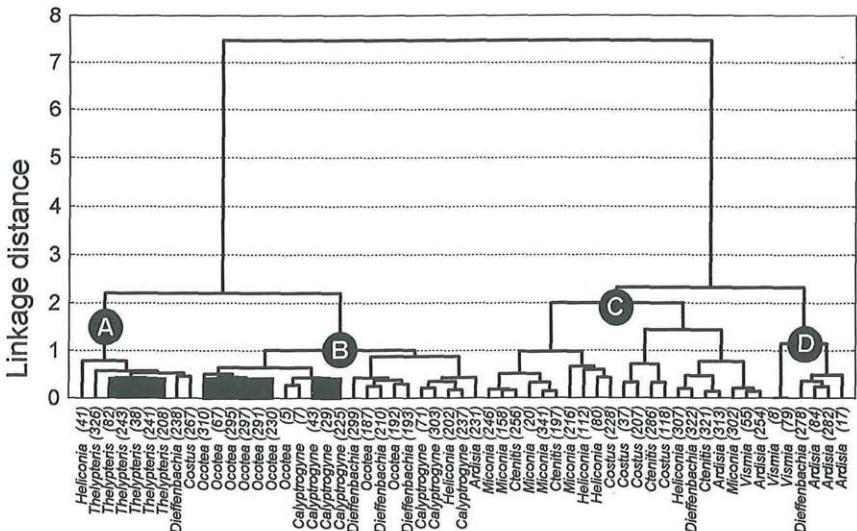 8
7
6
5
4
3
2
1
0
Linkage distance
A
B
C
D
Heliconia (41)
Thelypteris (326)
Thelypteris (82)
Thelypteris (243)
Thelypteris (38)
Thelypteris (241)
Thelypteris (208)
Dieffenbachia (238)
Costus (267)
Ocotea (310)
Ocotea (67)
Ocotea (295)
Ocotea (297)
Ocotea (291)
Ocotea (230)
Ocotea (5)
Calyptrogyne (7)
Calyptrogyne (43)
Calyptrogyne (29)
Calyptrogyne (225)
Dieffenbachia (299)
Ocotea (187)
Dieffenbachia (210)
Ocotea (192)
Dieffenbachia (193)
Calyptrogyne (1)
Calyptrogyne (303)
Heliconia (202)
Calyptrogyne (237)
Ardisia (231)
Miconia (246)
Miconia (158)
Ctenitis (256)
Miconia (20)
Miconia (341)
Ctenitis (197)
Miconia (216)
Heliconia (112)
Heliconia (80)
Costus (228)
Costus (37)
Costus (207)
Ctenitis (286)
Costus (118)
Heliconia (307)
Dieffenbachia (322)
Ctenitis (321)
Ardisia (313)
Miconia (302)
Vismia (55)
Ardisia (254)
Vismia (8)
Vismia (79)
Dieffenbachia (278)
Ardisia (84)
Ardisia (282)
Ardisia (17)